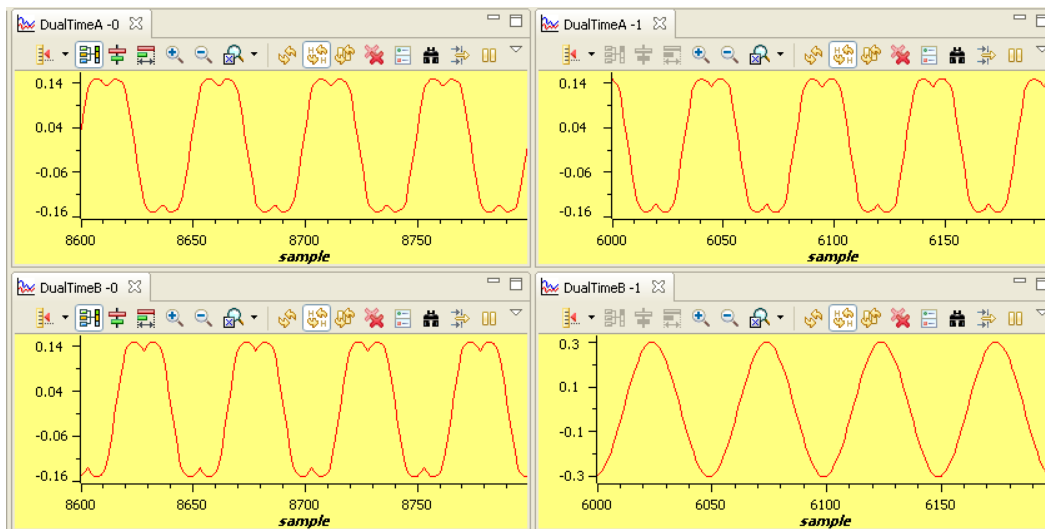 DualTimeA -0
0.14
0.04
-0.06
-0.16
8600 8650 8700 8750
sample
DualTimeA -1
0.14
0.04
-0.06
-0.16
6000 6050 6100 6150
sample
DualTimeB -0
0.14
0.04
-0.06
-0.16
8600 8650 8700 8750
sample
DualTimeB -1
0.3
0.1
-0.1
-0.3
6000 6050 6100 6150
sample